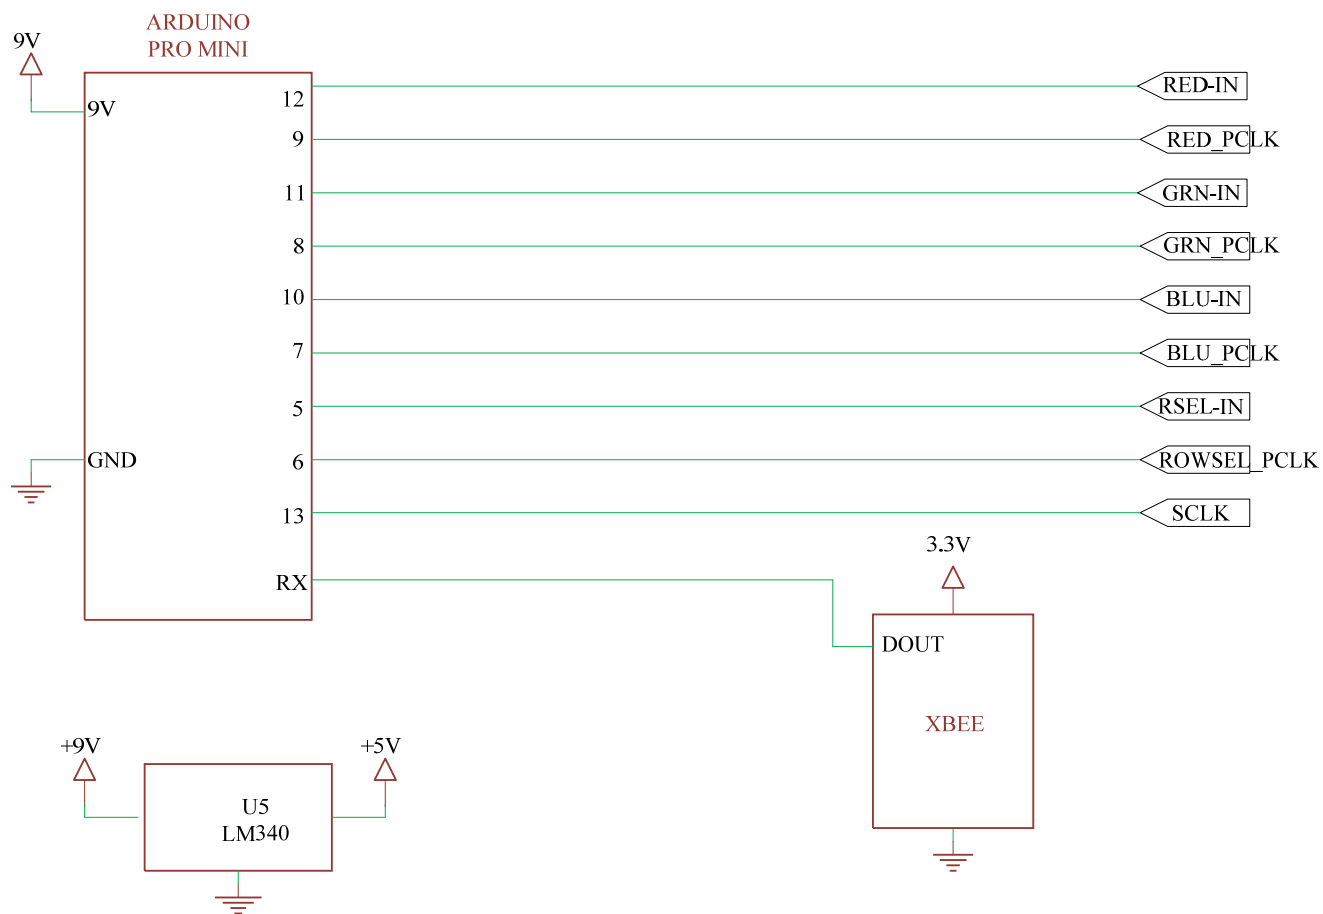 ARDUINO
PRO MINI
9V
9V
12
RED-IN
9
RED_PCLK
11
GRN-IN
8
GRN_PCLK
10
BLU-IN
7
BLU_PCLK
5
RSEL-IN
GND
6
ROWSEL_PCLK
13
SCLK
3.3V
RX
DOUT
XBEE
+9V
+5V
U5
LM340